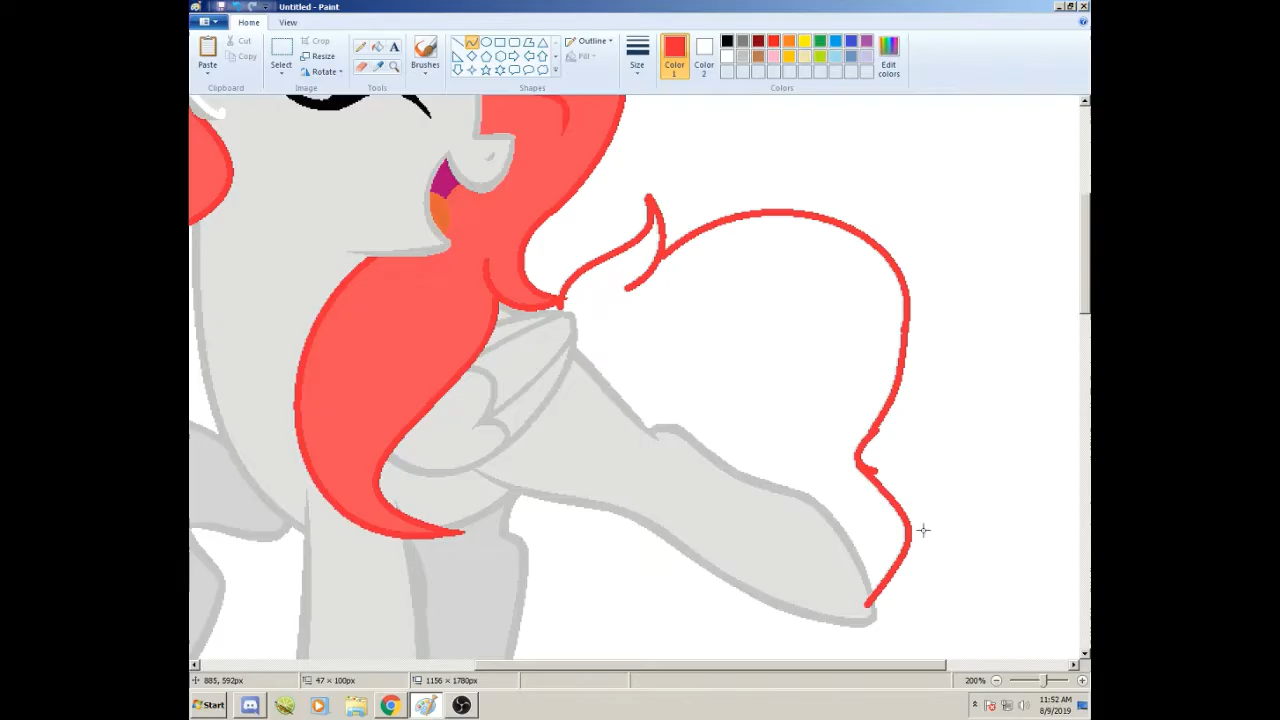 Untitled - Paint
Home View
Paste
Cut
Copy
Clipboard
Select
Crop
Resize
Rotate
Image
A
Tools
Brushes
Outline
Fill
Shapes
Size
Color 1
Color 2
Colors
Edit colors
885, 592px
47 × 100px
1156 × 1780px
200%
Start
11:52 AM
8/9/2019